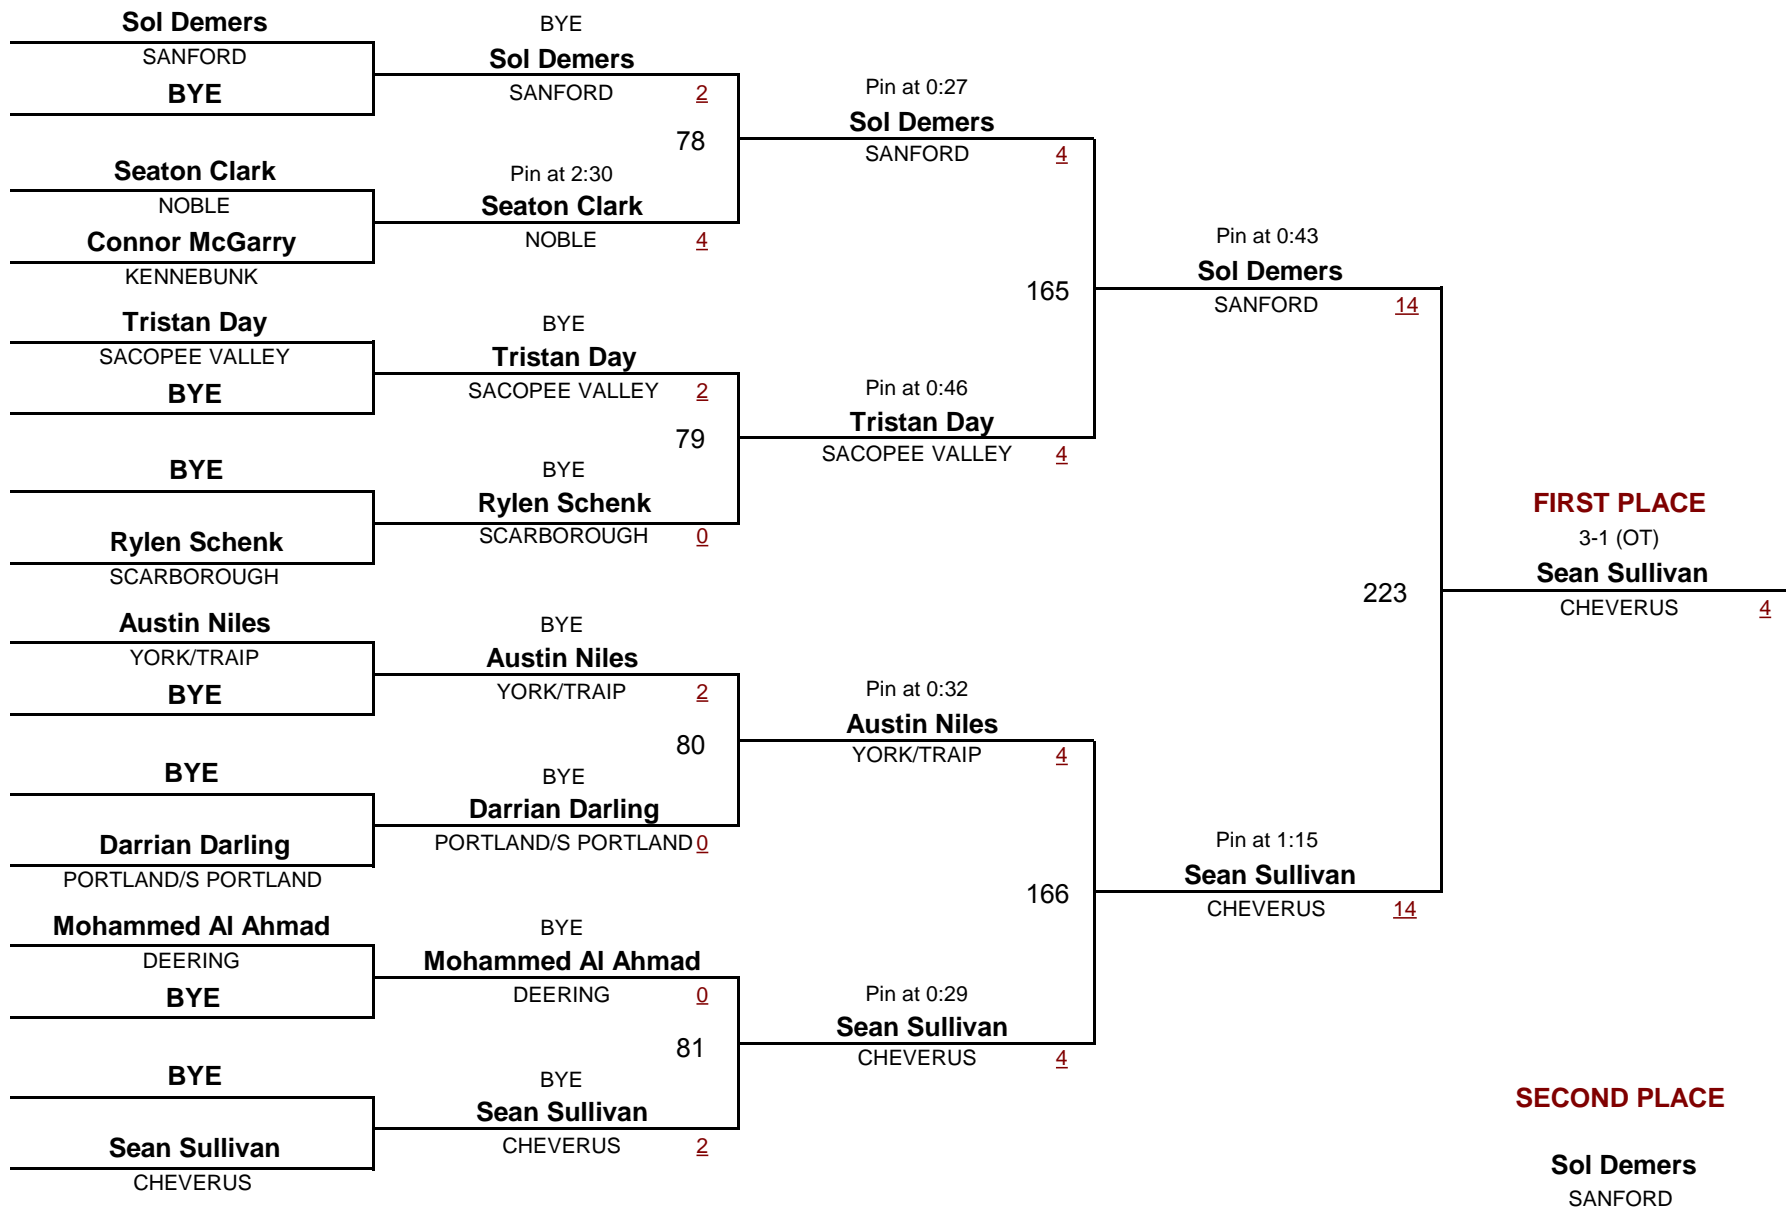 Sol Demers
SANFORD
BYE
Seaton Clark
NOBLE
Connor McGarry
KENNEBUNK
Tristan Day
SACOPEE VALLEY
BYE
BYE
Rylen Schenk
SCARBOROUGH
Austin Niles
YORK/TRAIP
BYE
BYE
Darrian Darling
PORTLAND/S PORTLAND
Mohammed Al Ahmad
DEERING
BYE
BYE
Sean Sullivan
CHEVERUS
BYE
Sol Demers
SANFORD 2
78
Pin at 2:30
Seaton Clark
NOBLE 4
BYE
Tristan Day
SACOPEE VALLEY 2
79
BYE
Rylen Schenk
SCARBOROUGH 0
BYE
Austin Niles
YORK/TRAIP 2
80
BYE
Darrian Darling
PORTLAND/S PORTLAND 0
BYE
Mohammed Al Ahmad
DEERING 0
81
BYE
Sean Sullivan
CHEVERUS 2
Pin at 0:27
Sol Demers
SANFORD 4
165
Pin at 0:46
Tristan Day
SACOPEE VALLEY 4
Pin at 0:32
Austin Niles
YORK/TRAIP 4
166
Pin at 0:29
Sean Sullivan
CHEVERUS 4
Pin at 0:43
Sol Demers
SANFORD 14
223
Pin at 1:15
Sean Sullivan
CHEVERUS 14
FIRST PLACE
3-1 (OT)
Sean Sullivan
CHEVERUS 4
SECOND PLACE
Sol Demers
SANFORD